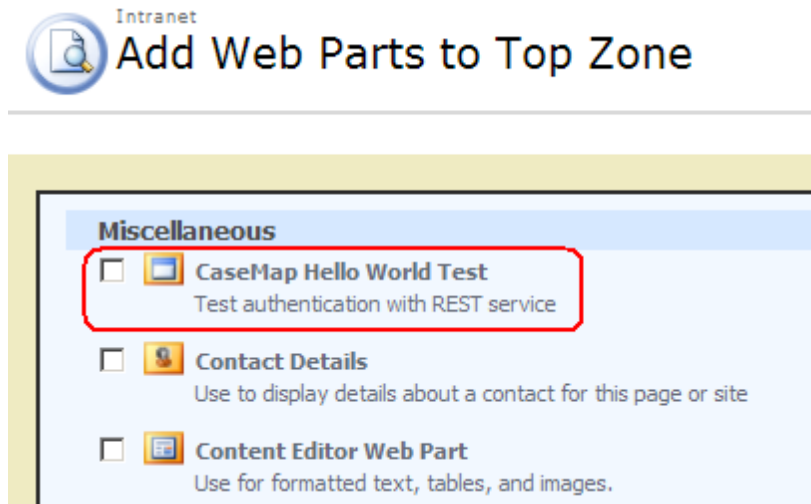 Intranet
Add Web Parts to Top Zone
Miscellaneous
CaseMap Hello World Test
Test authentication with REST service
Contact Details
Use to display details about a contact for this page or site
Content Editor Web Part
Use for formatted text, tables, and images.